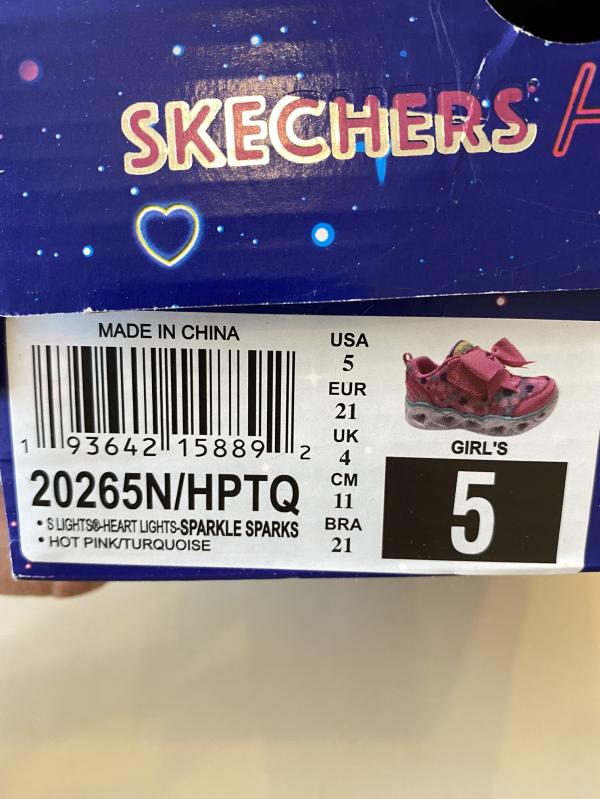 SKECHERS
MADE IN CHINA
1 93642 15889 2
20265N/HPTQ
• S LIGHTS®-HEART LIGHTS-SPARKLE SPARKS
• HOT PINK/TURQUOISE
USA
5
EUR
21
UK
4
CM
11
BRA
21
GIRL'S
5